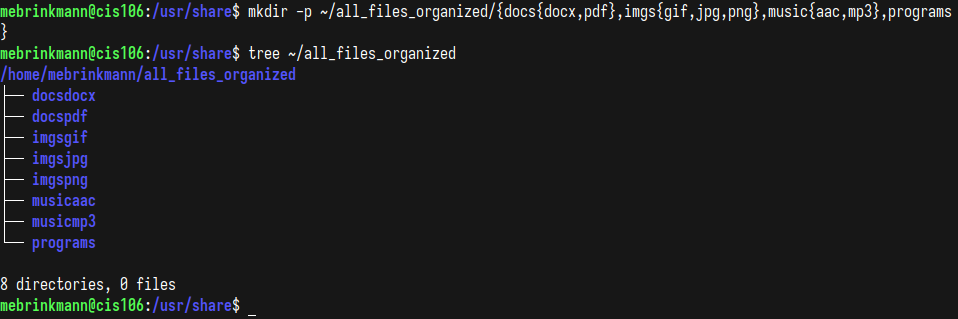 mebrinkmann@cis106:/usr/share$ mkdir -p ~/all_files_organized/{docs{docx,pdf},imgs{gif,jpg,png},music{aac,mp3},programs
}
mebrinkmann@cis106:/usr/share$ tree ~/all_files_organized
/home/mebrinkmann/all_files_organized
├── docsdocx
├── docspdf
├── imgsgif
├── imgsjpg
├── imgspng
├── musicaac
├── musicmp3
└── programs

8 directories, 0 files
mebrinkmann@cis106:/usr/share$ _